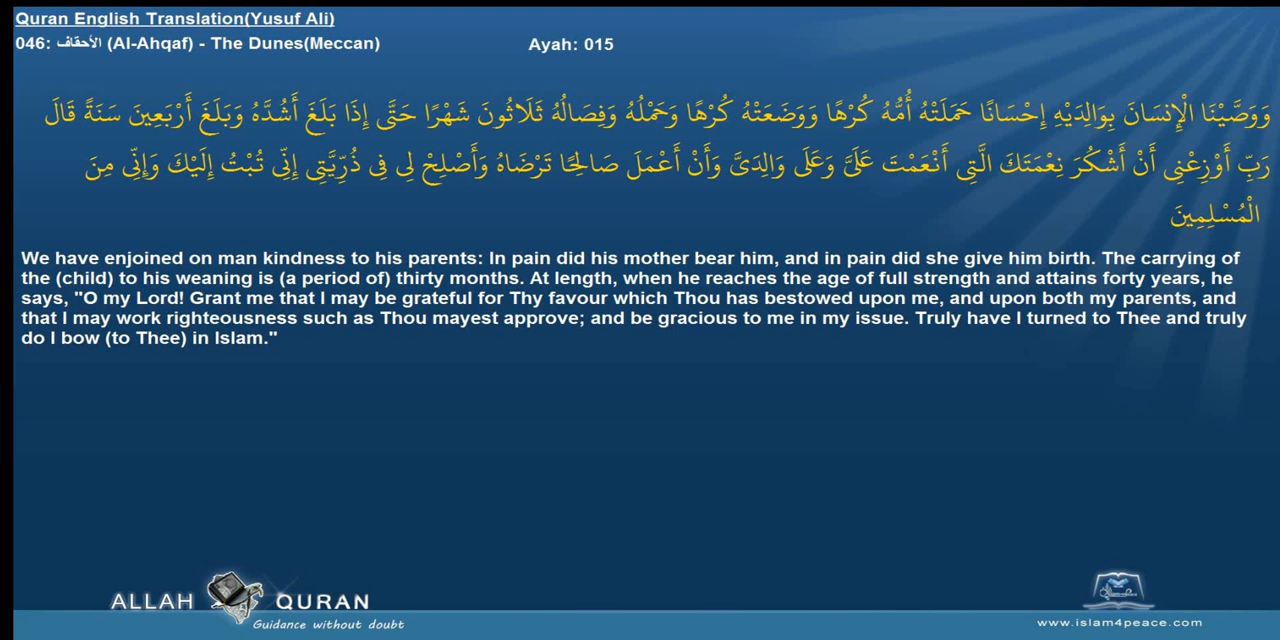 Quran English Translation(Yusuf Ali)
046: الأحقاف (Al-Ahqaf) - The Dunes(Meccan) Ayah: 015
وَوَصَّيْنَا الْإِنسَانَ بِوَالِدَيْهِ إِحْسَانًا حَمَلَتْهُ أُمُّهُ كُرْهًا وَوَضَعَتْهُ كُرْهًا وَحَمْلُهُ وَفِصَالُهُ ثَلَاثُونَ شَهْرًا حَتَّى إِذَا بَلَغَ أَشُدَّهُ وَبَلَغَ أَرْبَعِينَ سَنَةً قَالَ
رَبِّ أَوْزِعْنِى أَنْ أَشْكُرَ نِعْمَتَكَ الَّتِى أَنْعَمْتَ عَلَىَّ وَعَلَى وَالِدَىَّ وَأَنْ أَعْمَلَ صَالِحًا تَرْضَاهُ وَأَصْلِحْ لِى فِى ذُرِّيَّتِى إِنِّى تُبْتُ إِلَيْكَ وَإِنِّى مِنَ
الْمُسْلِمِينَ
We have enjoined on man kindness to his parents: In pain did his mother bear him, and in pain did she give him birth. The carrying of
the (child) to his weaning is (a period of) thirty months. At length, when he reaches the age of full strength and attains forty years, he
says, "O my Lord! Grant me that I may be grateful for Thy favour which Thou has bestowed upon me, and upon both my parents, and
that I may work righteousness such as Thou mayest approve; and be gracious to me in my issue. Truly have I turned to Thee and truly
do I bow (to Thee) in Islam."
ALLAH QURAN
Guidance without doubt
www.islam4peace.com